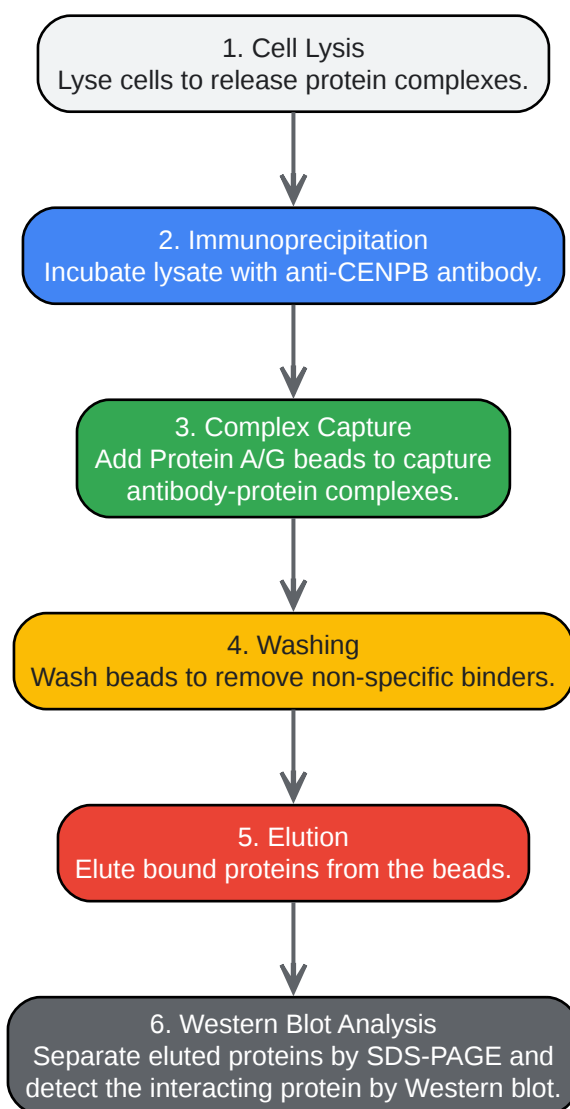 1. Cell Lysis
Lyse cells to release protein complexes.
2. Immunoprecipitation
Incubate lysate with anti-CENPB antibody.
3. Complex Capture
Add Protein A/G beads to capture
antibody-protein complexes.
4. Washing
Wash beads to remove non-specific binders.
5. Elution
Elute bound proteins from the beads.
6. Western Blot Analysis
Separate eluted proteins by SDS-PAGE and
detect the interacting protein by Western blot.